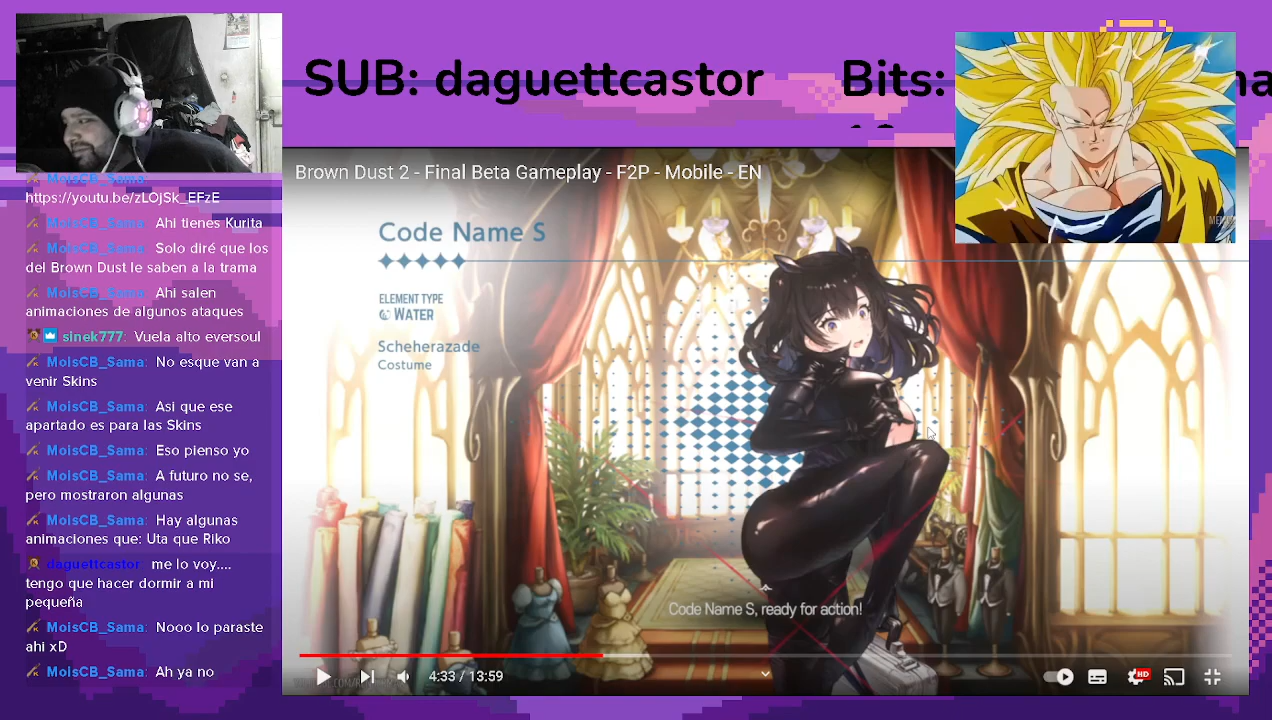 SUB: daguettcastor
Bits:
MoisCB_Sama:
https://youtu.be/zLOjSk_EFzE
MoisCB_Sama: Ahi tienes Kurita
MoisCB_Sama: Solo diré que los
del Brown Dust le saben a la trama
MoisCB_Sama: Ahi salen
animaciones de algunos ataques
sinek777: Vuela alto eversoul
MoisCB_Sama: No esque van a
venir Skins
MoisCB_Sama: Asi que ese
apartado es para las Skins
MoisCB_Sama: Eso pienso yo
MoisCB_Sama: A futuro no se,
pero mostraron algunas
MoisCB_Sama: Hay algunas
animaciones que: Uta que Riko
daguettcastor: me lo voy....
tengo que hacer dormir a mi
pequeña
MoisCB_Sama: Nooo lo paraste
ahi xD
MoisCB_Sama: Ah ya no
Brown Dust 2 - Final Beta Gameplay - F2P - Mobile - EN
Code Name S
ELEMENT TYPE
WATER
Scheherazade
Costume
Code Name S, ready for action!
4:33 / 13:59
HD